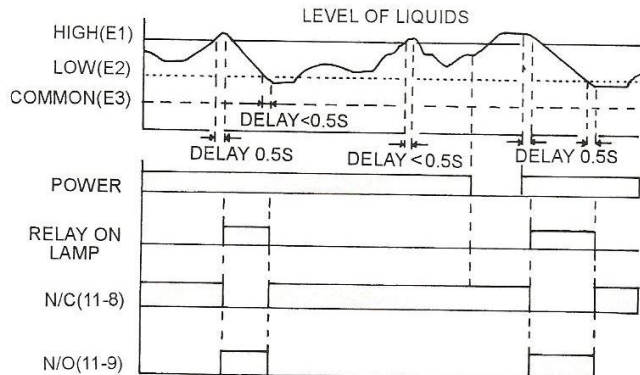 LEVEL OF LIQUIDS
HIGH(E1)
LOW(E2)
COMMON(E3)
DELAY<0.5S
DELAY 0.5S
DELAY <0.5S
DELAY 0.5S
POWER
RELAY ON
LAMP
N/C(11-8)
N/O(11-9)